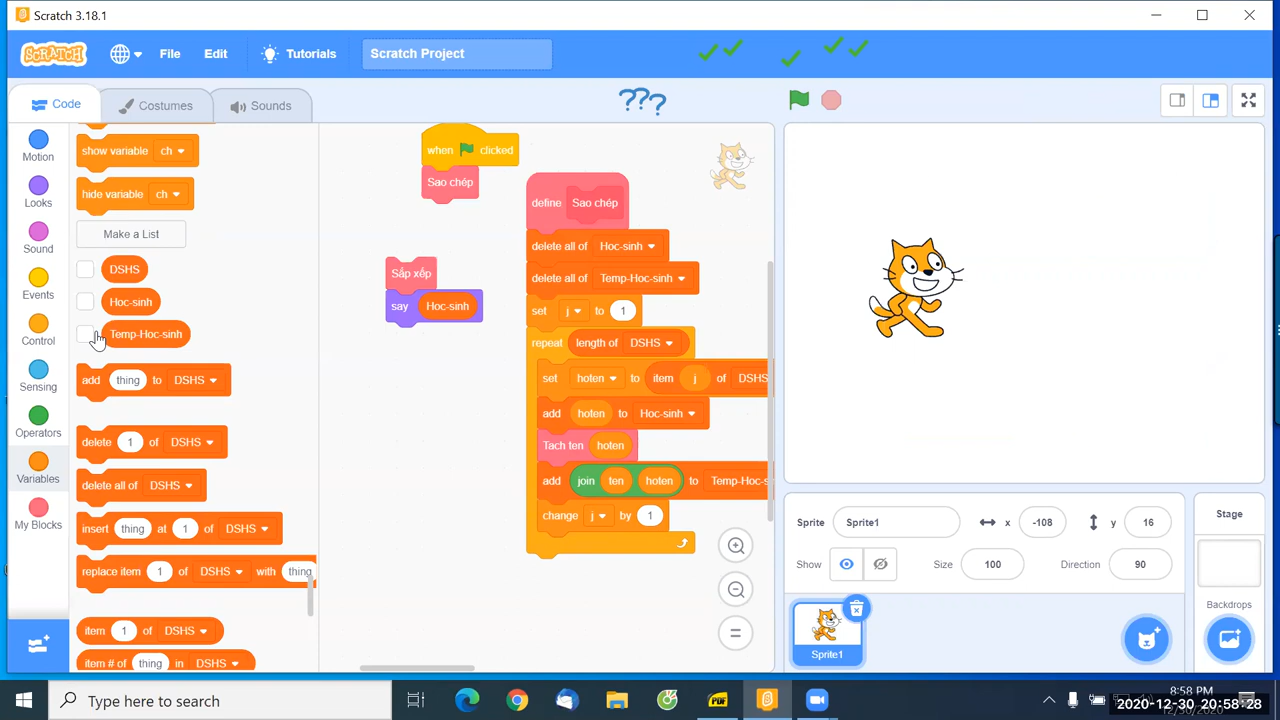 Scratch 3.18.1
SCRATCH
File
Edit
Tutorials
Scratch Project
???
Code
Costumes
Sounds
Motion
Looks
Sound
Events
Control
Sensing
Operators
Variables
My Blocks
show variable ch
hide variable ch
Make a List
DSHS
Hoc-sinh
Temp-Hoc-sinh
add thing to DSHS
delete 1 of DSHS
delete all of DSHS
insert thing at 1 of DSHS
replace item 1 of DSHS with thing
item 1 of DSHS
item # of thing in DSHS
when clicked
Sao chép
Sắp xếp
say Hoc-sinh
define Sao chép
delete all of Hoc-sinh
delete all of Temp-Hoc-sinh
set j to 1
repeat length of DSHS
set hoten to item j of DSHS
add hoten to Hoc-sinh
Tach ten hoten
add join ten hoten to Temp-Hoc-s
change j by 1
Sprite Sprite1 x -108 y 16
Show Size 100 Direction 90
Sprite1
Stage
Backdrops
Type here to search
PDF
8:58 PM
2020-12-30 20:58:28